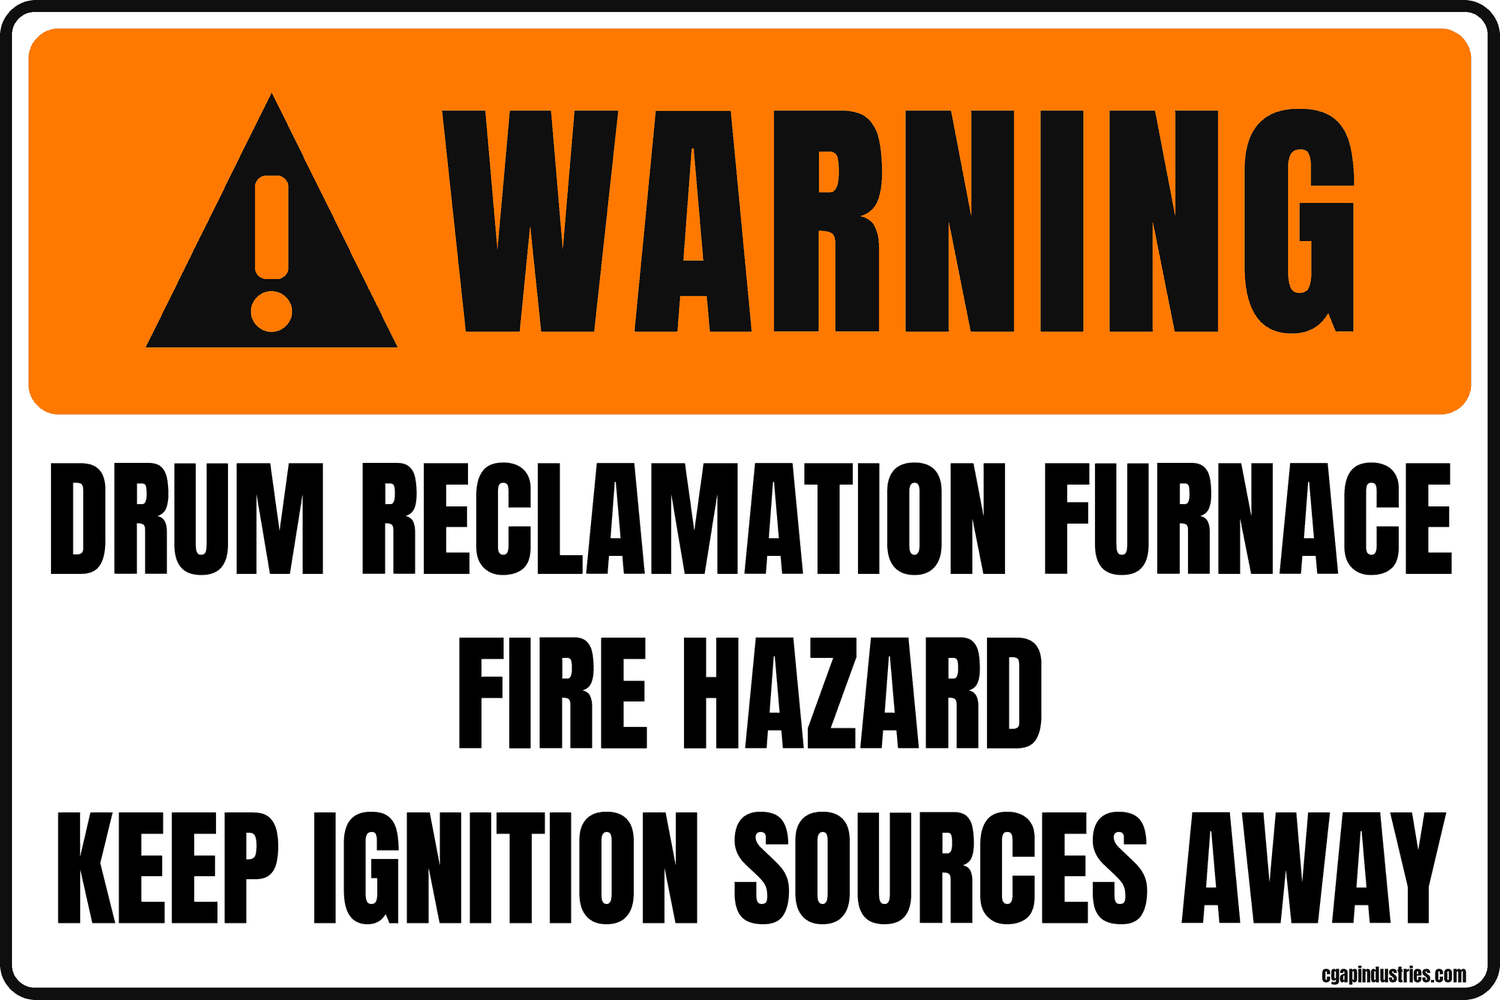 WARNING
DRUM RECLAMATION FURNACE
FIRE HAZARD
KEEP IGNITION SOURCES AWAY
cgapindustries.com